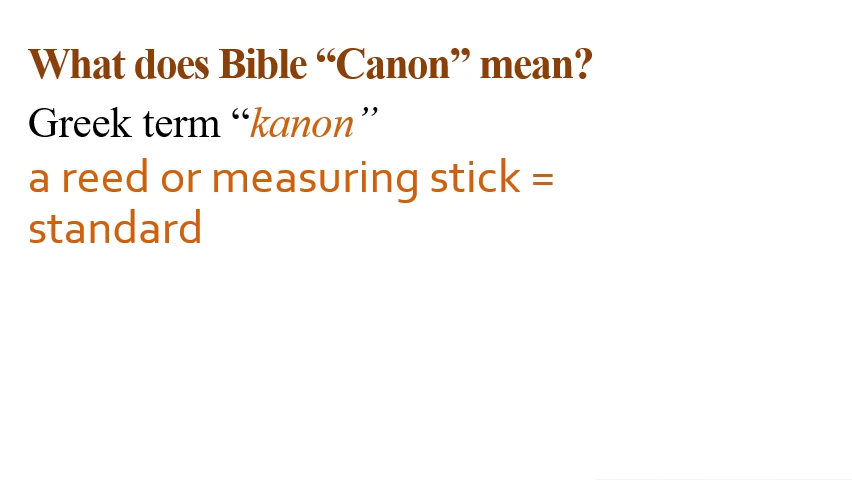 What does Bible “Canon” mean?
Greek term “kanon”
a reed or measuring stick =
standard